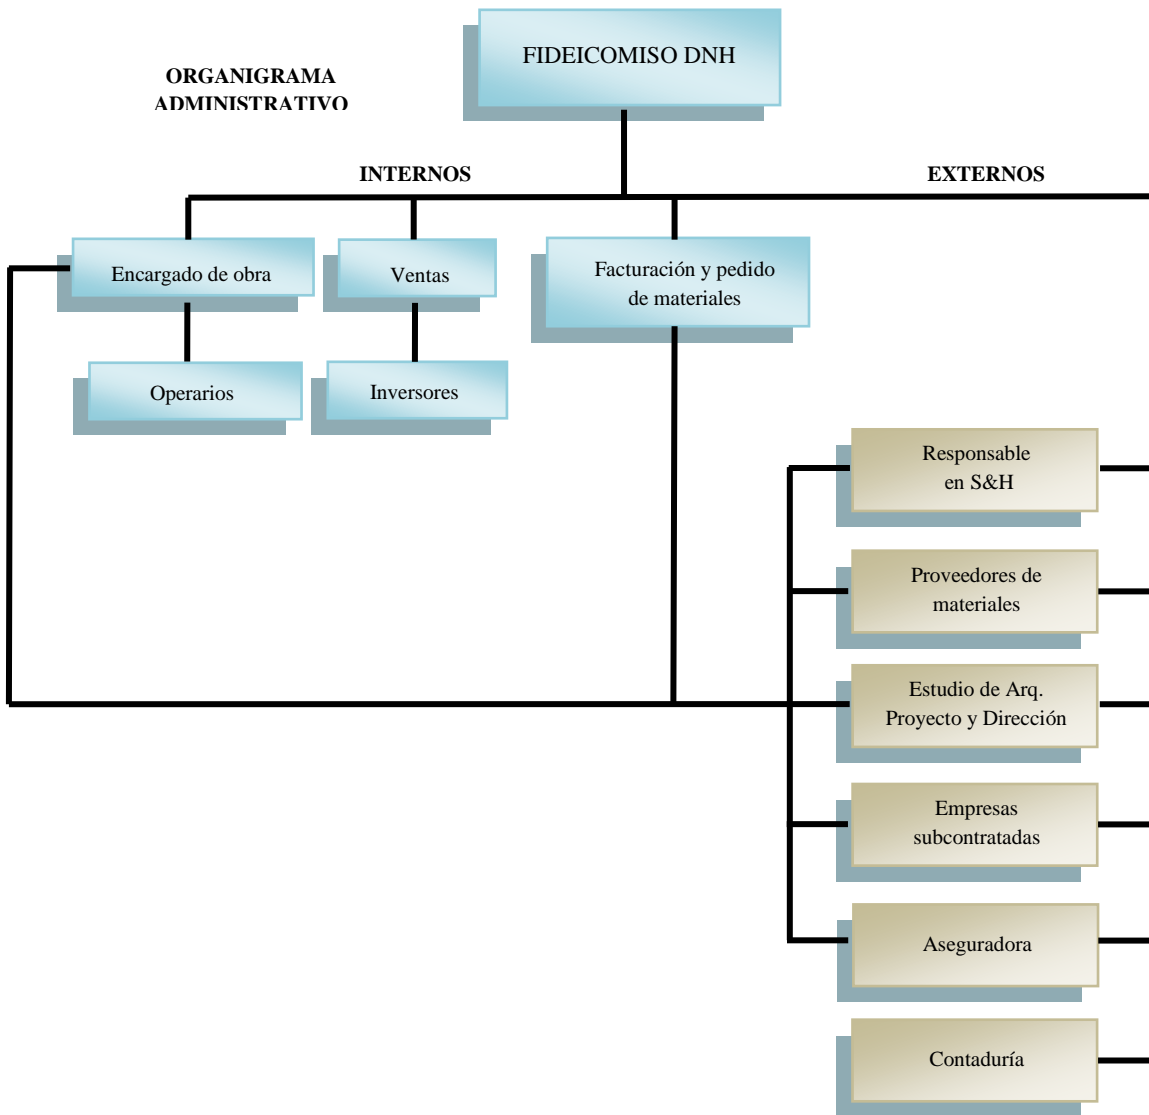 FIDEICOMISO DNH
ORGANIGRAMA
ADMINISTRATIVO
INTERNOS
EXTERNOS
Encargado de obra
Ventas
Facturación y pedido
de materiales
Operarios
Inversores
Responsable
en S&H
Proveedores de
materiales
Estudio de Arq.
Proyecto y Dirección
Empresas
subcontratadas
Aseguradora
Contaduría